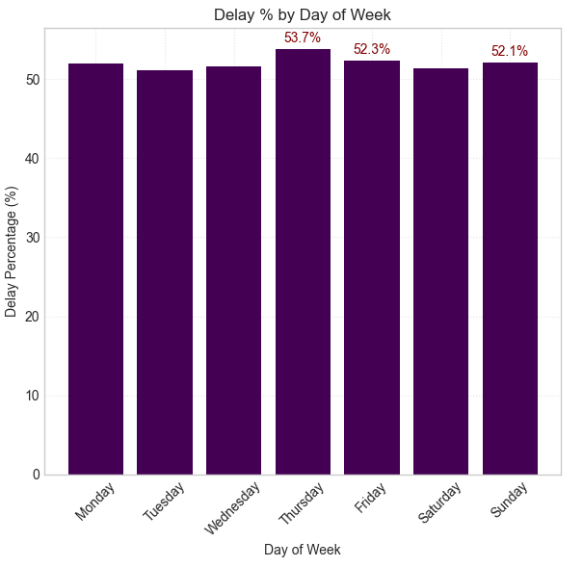 Delay % by Day of Week
53.7%
52.3%
52.1%
50
40
30
20
10
0
Delay Percentage (%)
Monday
Tuesday
Wednesday
Thursday
Friday
Saturday
Sunday
Day of Week